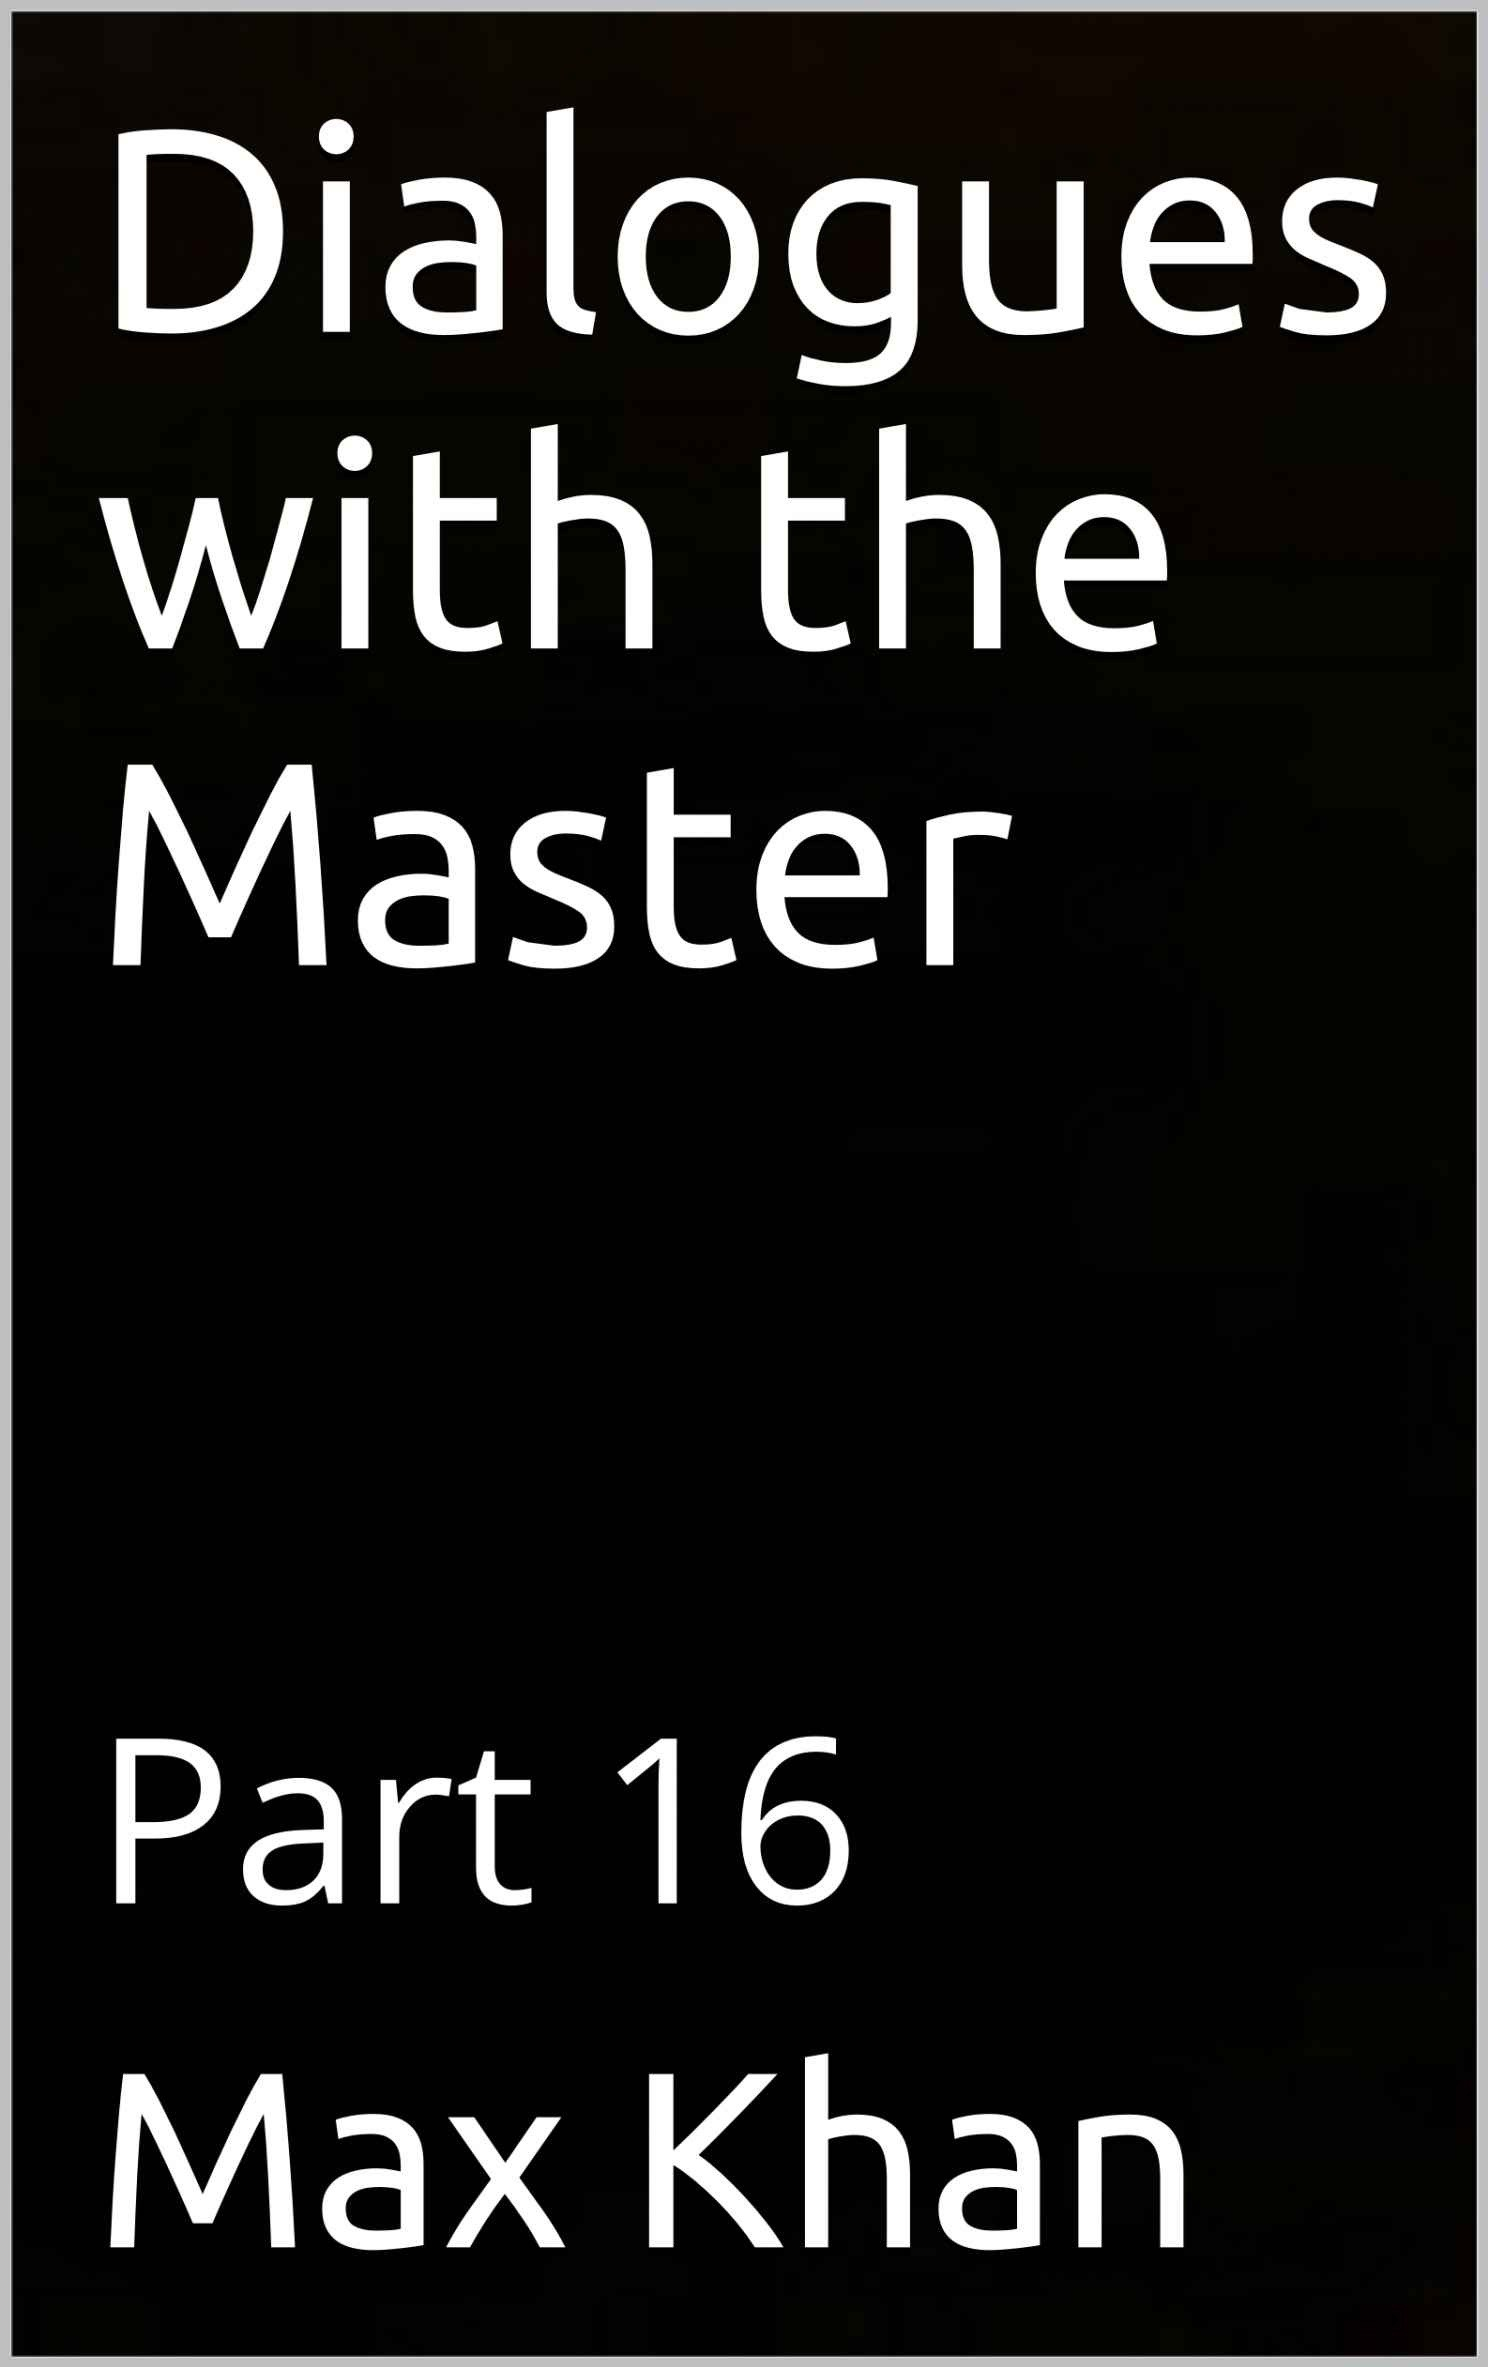 Dialogues
with the
Master
Part 16
Max Khan